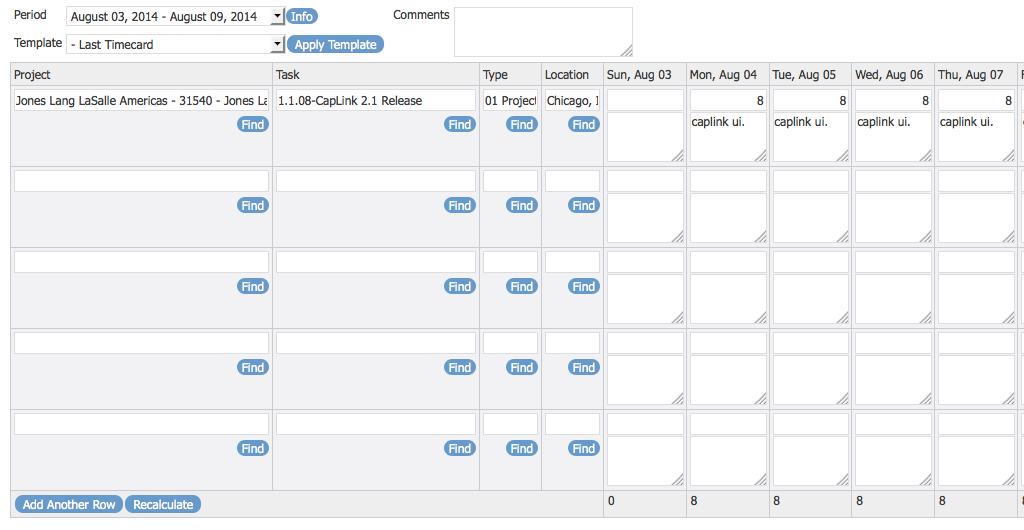 Period August 03, 2014 - August 09, 2014 Info Comments
Template - Last Timecard Apply Template
Project Task Type Location Sun, Aug 03 Mon, Aug 04 Tue, Aug 05 Wed, Aug 06 Thu, Aug 07
Jones Lang LaSalle Americas - 31540 - Jones La 1.1.08-CapLink 2.1 Release 01 Project Chicago, I 8 8 8 8
Find Find Find Find caplink ui. caplink ui. caplink ui. caplink ui.
Find Find Find Find
Find Find Find Find
Find Find Find Find
Find Find Find Find
Add Another Row Recalculate 0 8 8 8 8